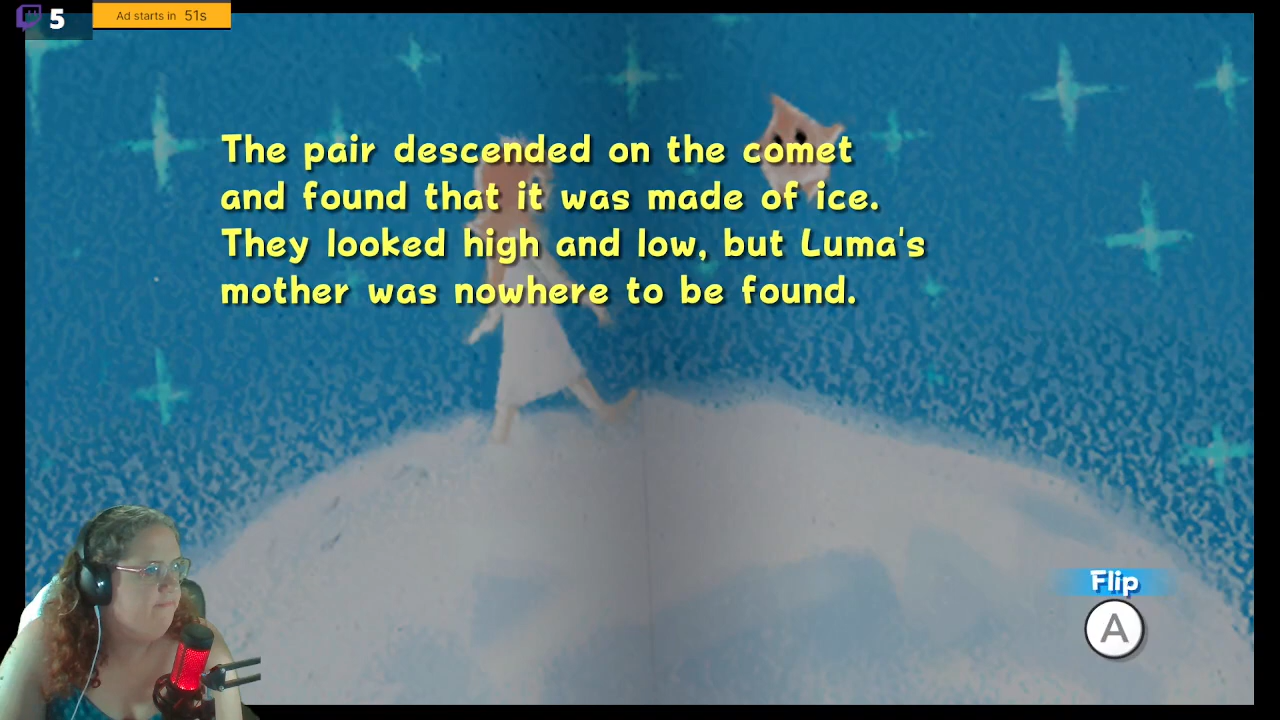 5
Ad starts in 51s
The pair descended on the comet
and found that it was made of ice.
They looked high and low, but Luma's
mother was nowhere to be found.
Flip
A